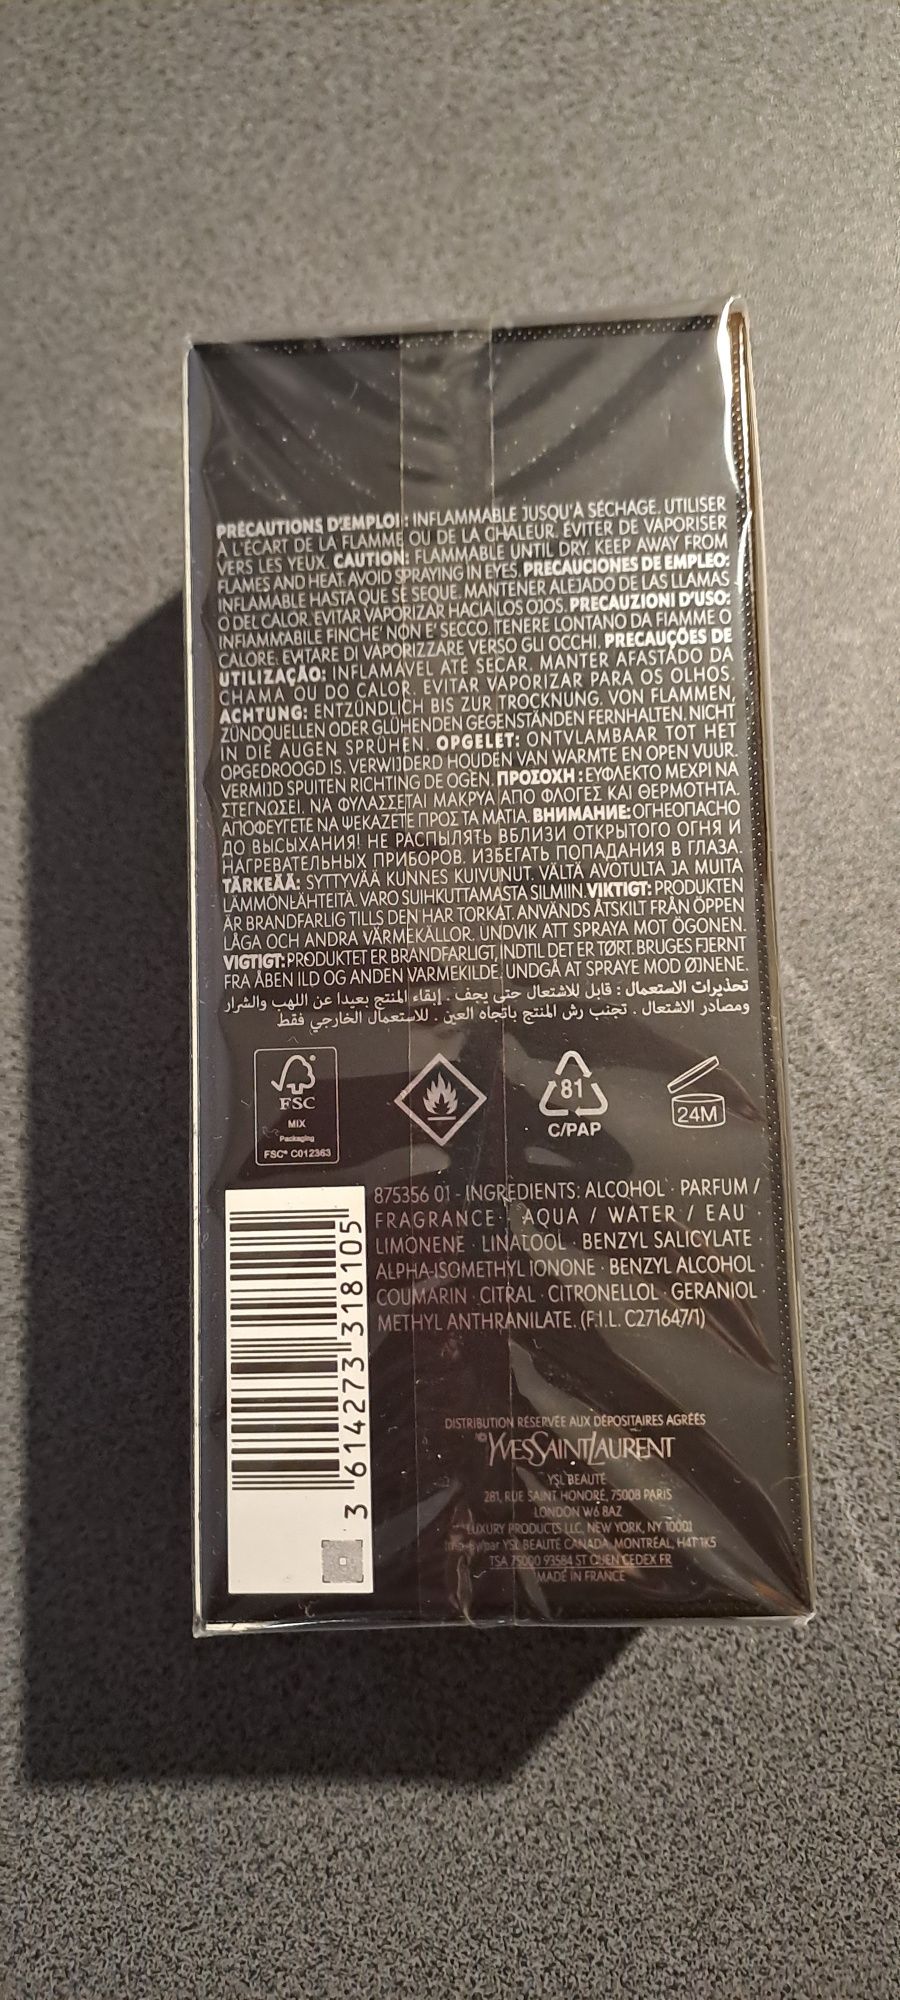 PRÉCAUTIONS D'EMPLOI : INFLAMMABLE JUSQU'À SÉCHAGE. UTILISER
À L'ÉCART DE LA FLAMME OU DE LA CHALEUR. ÉVITER DE VAPORISER
VERS LES YEUX. CAUTION: FLAMMABLE UNTIL DRY. KEEP AWAY FROM
FLAMES AND HEAT. AVOID SPRAYING IN EYES. PRECAUCIONES DE EMPLEO:
INFLAMABLE HASTA QUE SE SEQUE. MANTENER ALEJADO DE LAS LLAMAS
O DEL CALOR. EVITAR VAPORIZAR HACIA LOS OJOS. PRECAUZIONI D'USO:
INFIAMMABILE FINCHE' NON E' SECCO. TENERE LONTANO DA FIAMME O
CALORE. EVITARE DI VAPORIZZARE VERSO GLI OCCHI. PRECAUÇÕES DE
UTILIZAÇÃO: INFLAMÁVEL ATÉ SECAR. MANTER AFASTADO DA
CHAMA OU DO CALOR. EVITAR VAPORIZAR PARA OS OLHOS.
ACHTUNG: ENTZÜNDLICH BIS ZUR TROCKNUNG. VON FLAMMEN,
ZÜNDQUELLEN ODER GLÜHENDEN GEGENSTÄNDEN FERNHALTEN. NICHT
IN DIE AUGEN SPRÜHEN. OPGELET: ONTVLAMBAAR TOT HET
OPGEDROOGD IS. VERWIJDERD HOUDEN VAN WARMTE EN OPEN VUUR.
VERMIJD SPUITEN RICHTING DE OGEN. ΠΡΟΣΟΧΗ : ΕΥΦΛΕΚΤΟ ΜΕΧΡΙ ΝΑ
ΣΤΕΓΝΩΣΕΙ. ΝΑ ΦΥΛΑΣΣΕΤΑΙ ΜΑΚΡΥΑ ΑΠΟ ΦΛΟΓΕΣ ΚΑΙ ΘΕΡΜΟΤΗΤΑ.
ΑΠΟΦΕΥΓΕΤΕ ΝΑ ΨΕΚΑΖΕΤΕ ΠΡΟΣ ΤΑ ΜΑΤΙΑ. ВНИМАНИЕ: ОГНЕОПАСНО
ДО ВЫСЫХАНИЯ! НЕ РАСПЫЛЯТЬ ВБЛИЗИ ОТКРЫТОГО ОГНЯ И
НАГРЕВАТЕЛЬНЫХ ПРИБОРОВ. ИЗБЕГАТЬ ПОПАДАНИЯ В ГЛАЗА.
TÄRKEÄÄ: SYTTYVÄÄ KUNNES KUIVUNUT. VÄLTÄ AVOTULTA JA MUITA
LÄMMÖNLÄHTEITÄ. VARO SUIHKUTTAMASTA SILMIIN. VIKTIGT: PRODUKTEN
ÄR BRANDFARLIG TILLS DEN HAR TORKAT. ANVÄNDS ÅTSKILT FRÅN ÖPPEN
LÅGA OCH ANDRA VÄRMEKÄLLOR. UNDVIK ATT SPRAYA MOT ÖGONEN.
VIGTIGT: PRODUKTET ER BRANDFARLIGT, INDTIL DET ER TØRT. BRUGES FJERNT
FRA ÅBEN ILD OG ANDEN VARMEKILDE. UNDGÅ AT SPRAYE MOD ØJNENE.
تحذيرات الاستعمال : قابل للاشتعال حتى يجف . إبقاء المنتج بعيدا عن اللهب والشرار
ومصادر الاشتعال . تجنب رش المنتج باتجاه العين . للاستعمال الخارجي فقط
FSC
MIX
Packaging
FSC® C012363
81
C/PAP
24M
875356 01 - INGREDIENTS: ALCOHOL · PARFUM /
FRAGRANCE · AQUA / WATER / EAU ·
LIMONENE · LINALOOL · BENZYL SALICYLATE ·
ALPHA-ISOMETHYL IONONE · BENZYL ALCOHOL ·
COUMARIN · CITRAL · CITRONELLOL · GERANIOL ·
METHYL ANTHRANILATE. (F.I.L. C271647/1)
3 614273 318105
DISTRIBUTION RÉSERVÉE AUX DÉPOSITAIRES AGRÉÉS
YVESSAINTLAURENT
YSL BEAUTÉ
281, RUE SAINT HONORÉ, 75008 PARIS
LONDON W6 8AZ
LUXURY PRODUCTS LLC, NEW YORK, NY 10001
by/par YSL BEAUTÉ CANADA, MONTREAL, H4T 1K5
TSA 75000 93584 ST OUEN CEDEX FR
MADE IN FRANCE